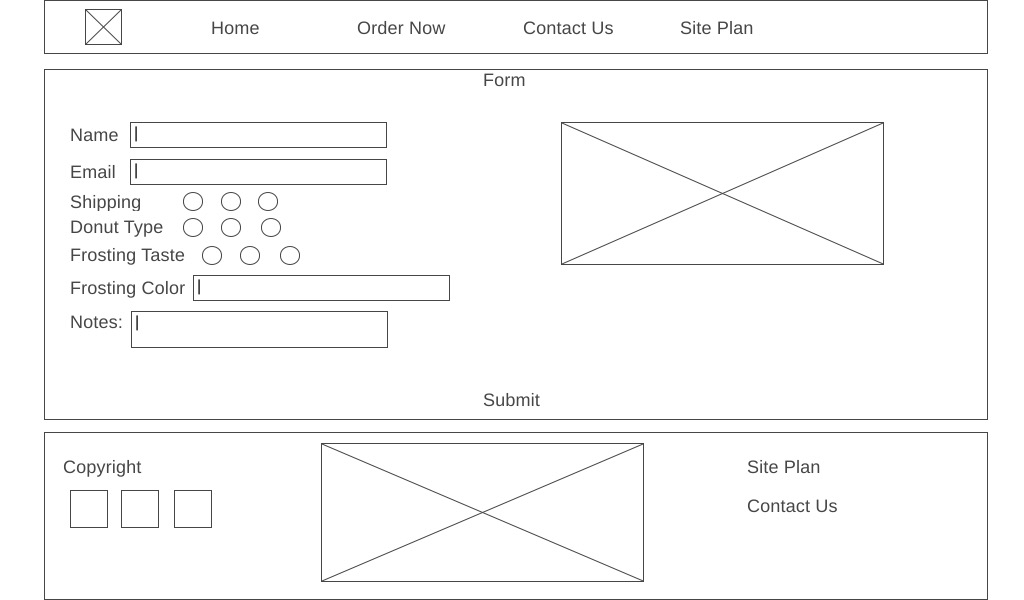 Home Order Now Contact Us Site Plan
Form
Name
Email
Shipping
Donut Type
Frosting Taste
Frosting Color
Notes:
Submit
Copyright Site Plan
Contact Us